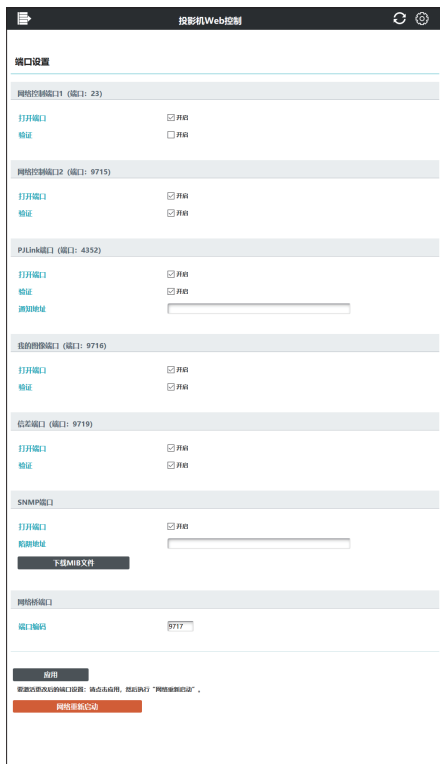 投影机Web控制
端口设置
网络控制端口1 (端口: 23)
打开端口 开启
验证 开启
网络控制端口2 (端口: 9715)
打开端口 开启
验证 开启
PJLink端口 (端口: 4352)
打开端口 开启
验证 开启
通知地址
我的图像端口 (端口: 9716)
打开端口 开启
验证 开启
信差端口 (端口: 9719)
打开端口 开启
验证 开启
SNMP端口
打开端口 开启
陷阱地址
下载MIB文件
网络桥端口
端口编码 9717
应用
要激活更改后的端口设置: 请点击应用, 然后执行 "网络重新启动" 。
网络重新启动